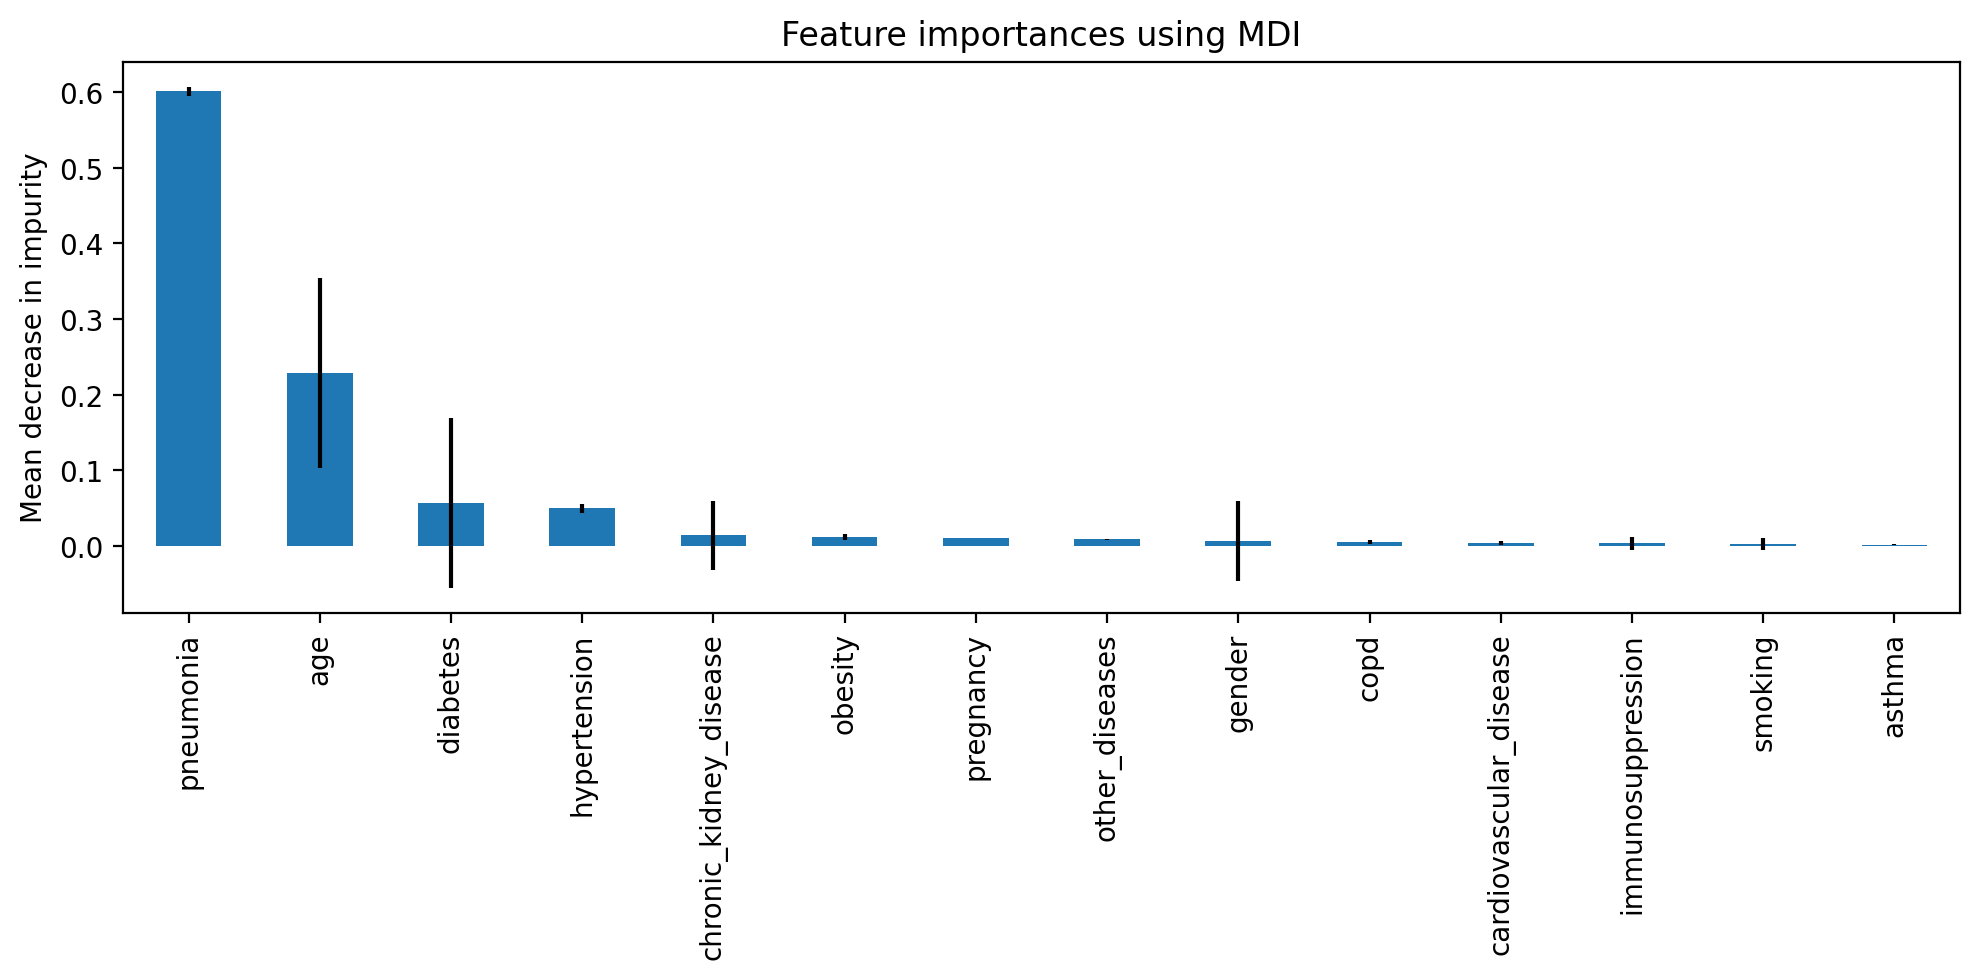 Feature importances using MDI
Mean decrease in impurity
0.6
0.5
0.4
0.3
0.2
0.1
0.0
pneumonia
age
diabetes
hypertension
chronic_kidney_disease
obesity
pregnancy
other_diseases
gender
copd
cardiovascular_disease
immunosuppression
smoking
asthma